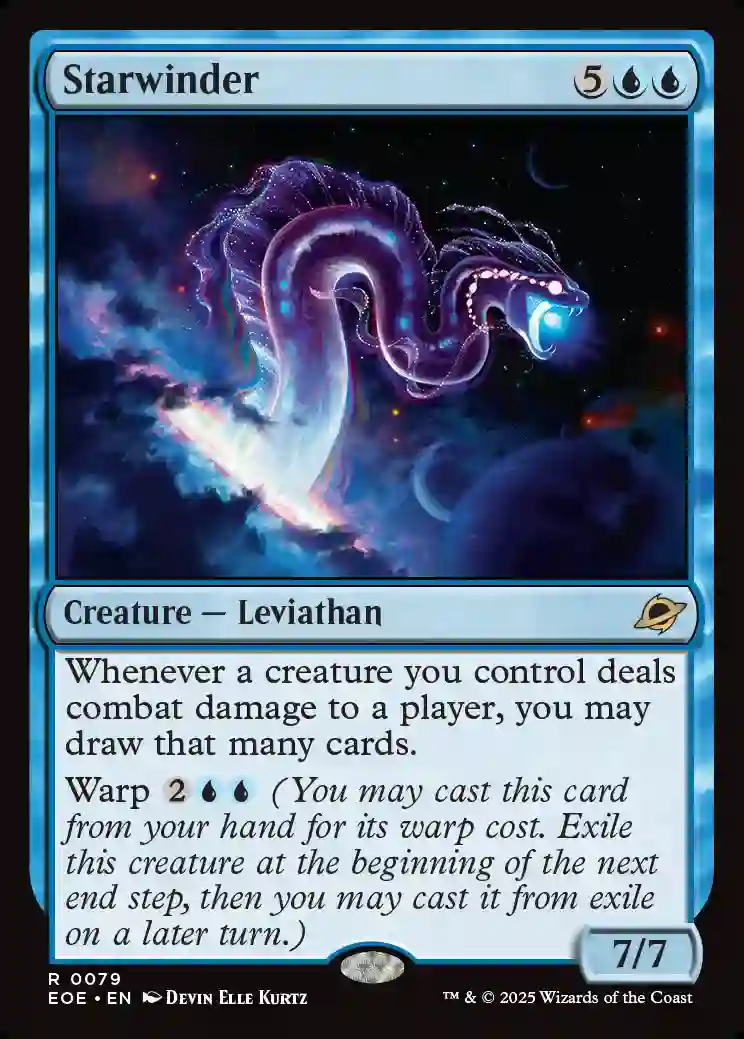 Starwinder 5
Creature — Leviathan
Whenever a creature you control deals
combat damage to a player, you may
draw that many cards.
Warp 2 (You may cast this card
from your hand for its warp cost. Exile
this creature at the beginning of the next
end step, then you may cast it from exile
on a later turn.)
7/7
R 0079
EOE • EN Devin Elle Kurtz
™ & © 2025 Wizards of the Coast